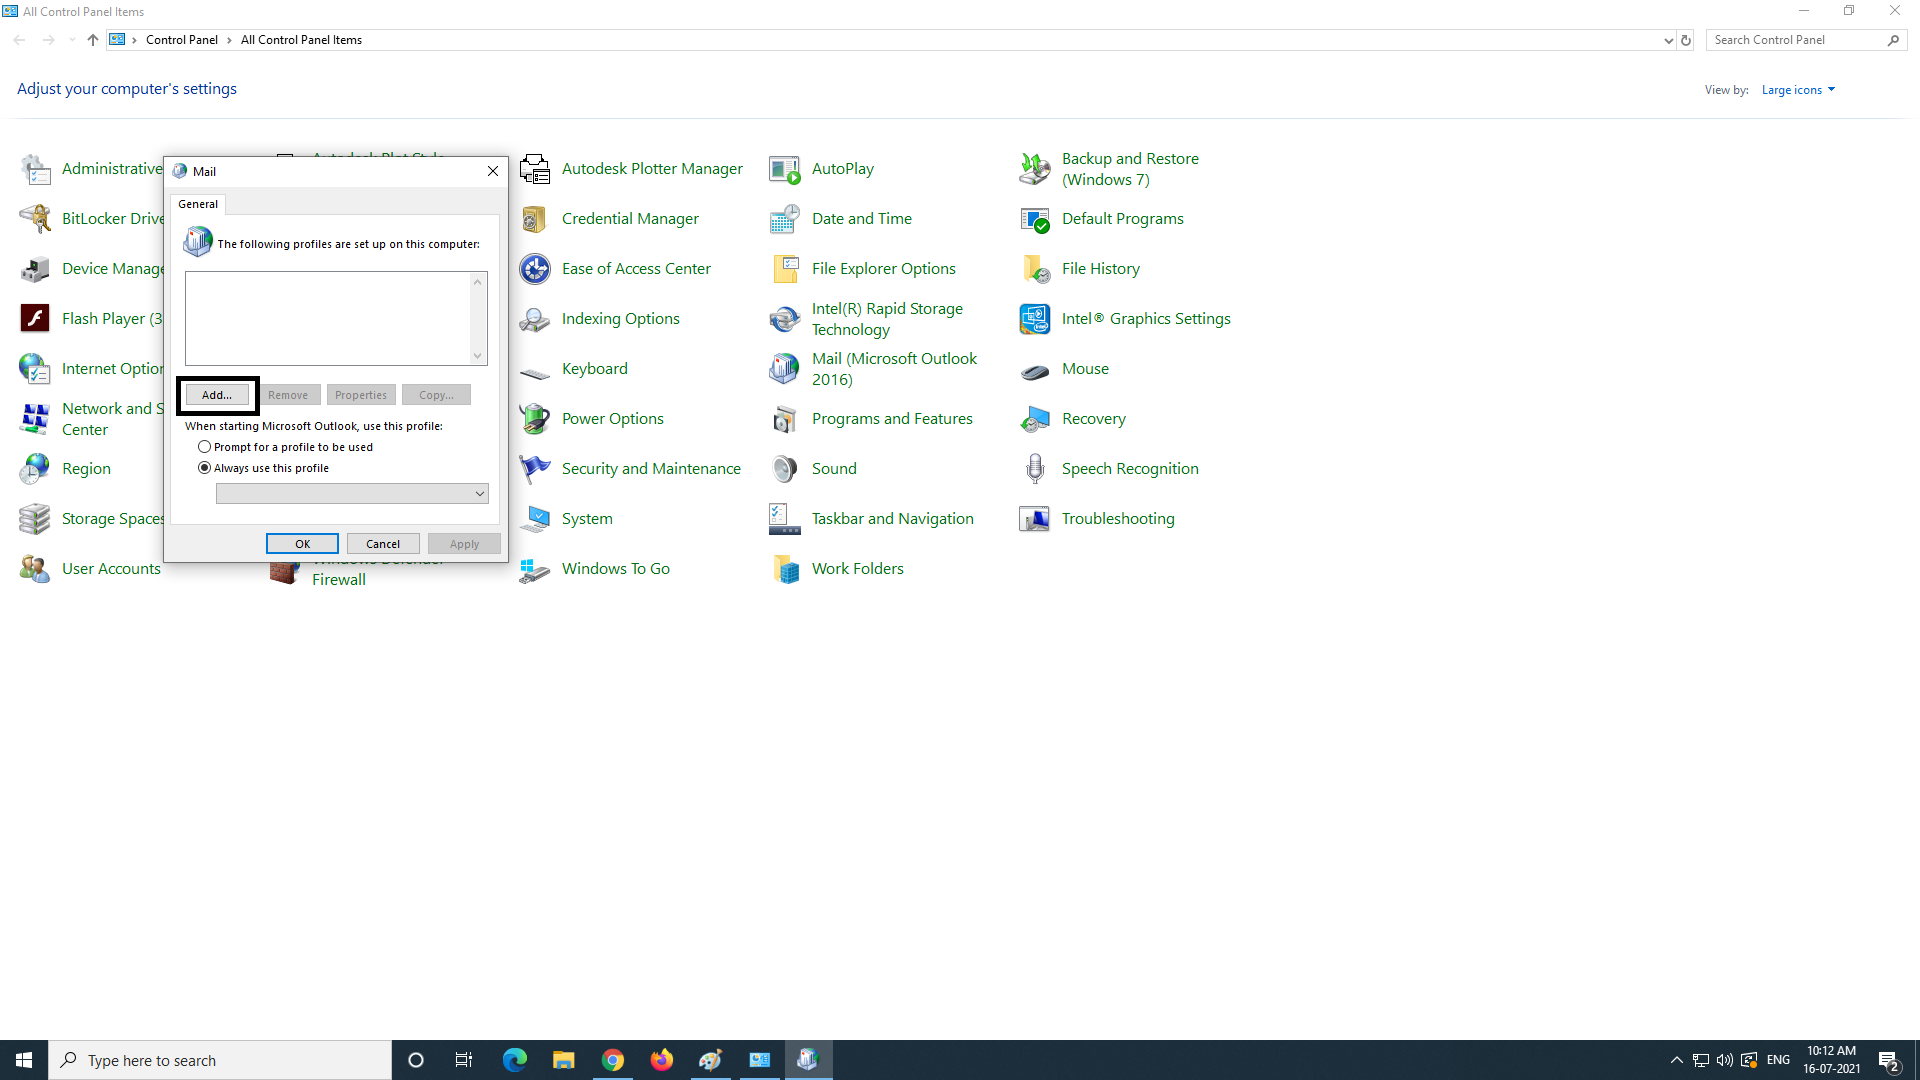 All Control Panel Items
Control Panel > All Control Panel Items
Search Control Panel
Adjust your computer's settings
View by: Large icons
Administrative
Autodesk Plotter Manager
AutoPlay
Backup and Restore
(Windows 7)
BitLocker Drive
Credential Manager
Date and Time
Default Programs
Device Manage
Ease of Access Center
File Explorer Options
File History
Flash Player (3
Indexing Options
Intel(R) Rapid Storage
Technology
Intel® Graphics Settings
Internet Option
Keyboard
Mail (Microsoft Outlook
2016)
Mouse
Network and S
Center
Power Options
Programs and Features
Recovery
Region
Security and Maintenance
Sound
Speech Recognition
Storage Spaces
System
Taskbar and Navigation
Troubleshooting
User Accounts
Windows Defender
Firewall
Windows To Go
Work Folders
Autodesk Plot Style
Mail
General
The following profiles are set up on this computer:
Add...
Remove
Properties
Copy...
When starting Microsoft Outlook, use this profile:
Prompt for a profile to be used
Always use this profile
OK
Cancel
Apply
Type here to search
ENG
10:12 AM
16-07-2021
2